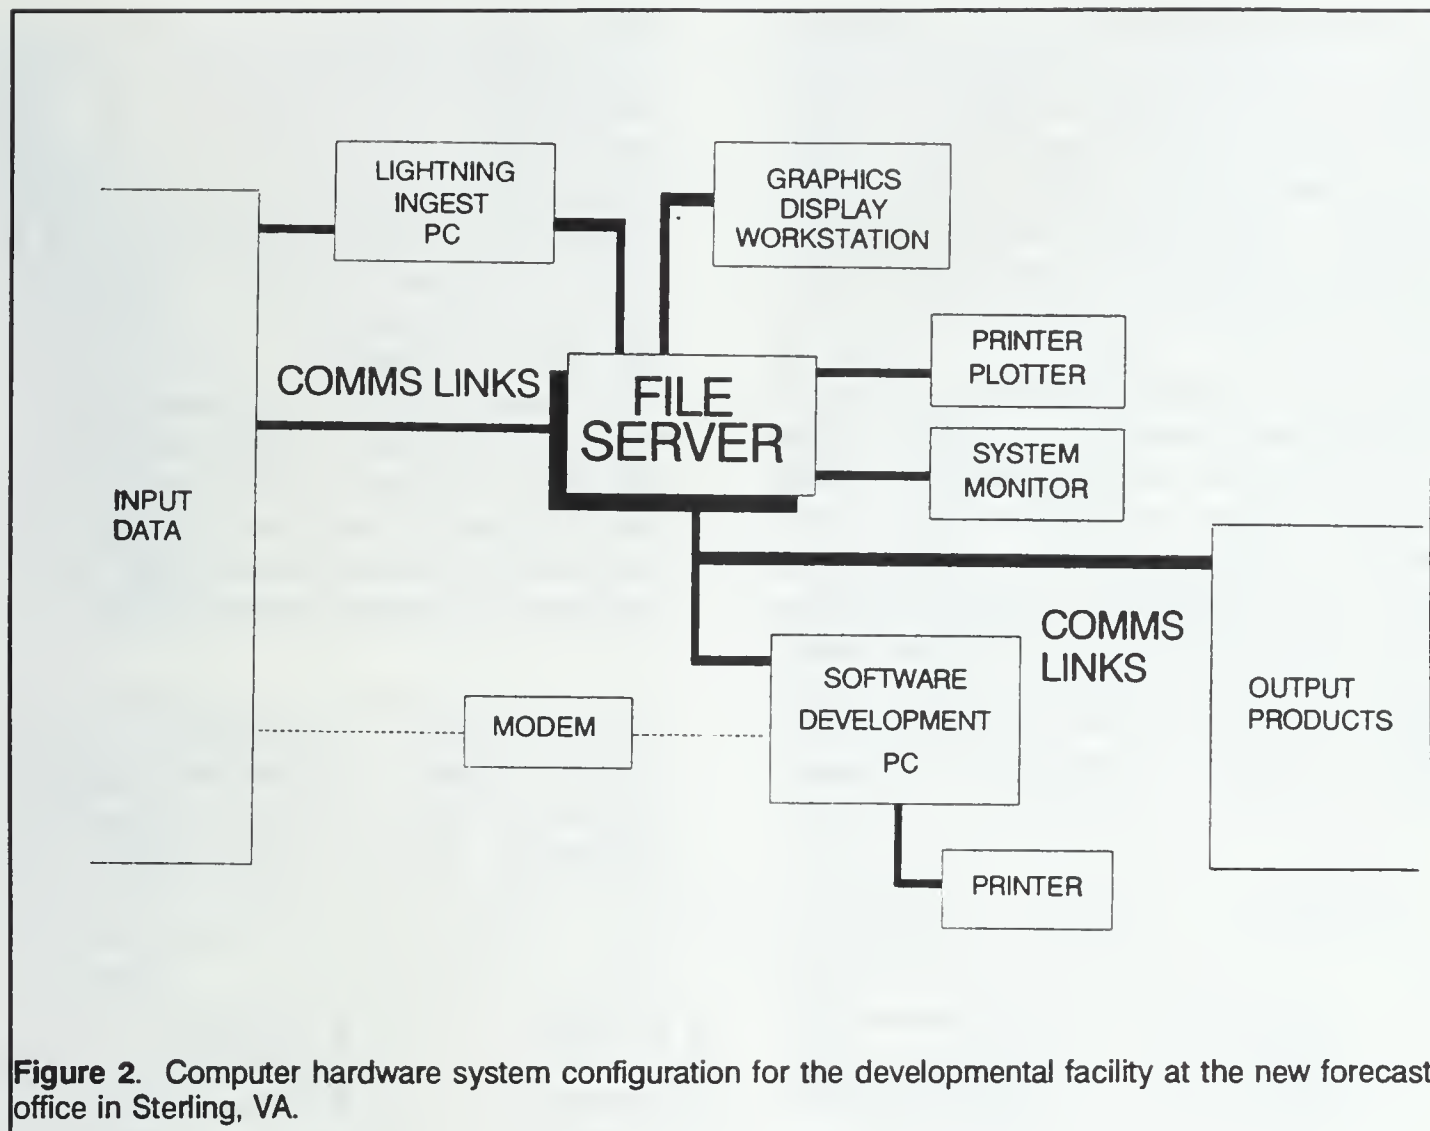 LIGHTNING
INGEST
PC
GRAPHICS
DISPLAY
WORKSTATION
PRINTER
PLOTTER
COMMS LINKS
FILE
SERVER
SYSTEM
MONITOR
INPUT
DATA
COMMS
LINKS
SOFTWARE
DEVELOPMENT
PC
OUTPUT
PRODUCTS
MODEM
PRINTER
Figure 2. Computer hardware system configuration for the developmental facility at the new forecast
office in Sterling, VA.